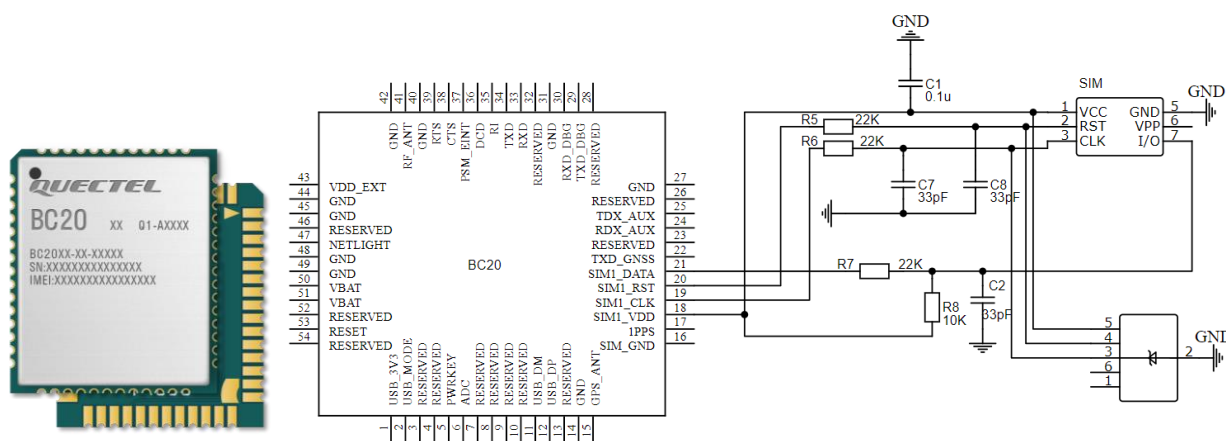 QUECTEL
BC20 XX Q1-AXXXX
BC20XX-XX-XXXXX
SN:XXXXXXXXXXXXXXX
IMEI:XXXXXXXXXXXXXXXX
42 41 40 39 38 37 36 35 34 33 32 31 30 29 28
GND RF_ANT GND RTS CTS PSM_EINT DCD RI TXD RXD RESERVED GND RXD_DBG TXD_DBG RESERVED
43 VDD_EXT
44 GND
45 GND
46 RESERVED
47 NETLIGHT
48 GND
49 GND
50 VBAT
51 VBAT
52 RESERVED
53 RESET
54 RESERVED
BC20
GND 27
RESERVED 26
TDX_AUX 25
RDX_AUX 24
RESERVED 23
TXD_GNSS 22
SIM1_DATA 21
SIM1_RST 20
SIM1_CLK 19
SIM1_VDD 18
1PPS 17
SIM_GND 16
USB_3V3 USB_MODE RESERVED RESERVED PWRKEY ADC RESERVED RESERVED RESERVED RESERVED USB_DM USB_DP RESERVED GND GPS_ANT
1 2 3 4 5 6 7 8 9 10 11 12 13 14 15
GND
C1
0.1u
R5 22K
R6 22K
C7
33pF
C8
33pF
R7 22K
R8
10K
C2
33pF
SIM
1 VCC GND 5
2 RST VPP 6
3 CLK I/O 7
GND
5
4
3
6
1
2
GND